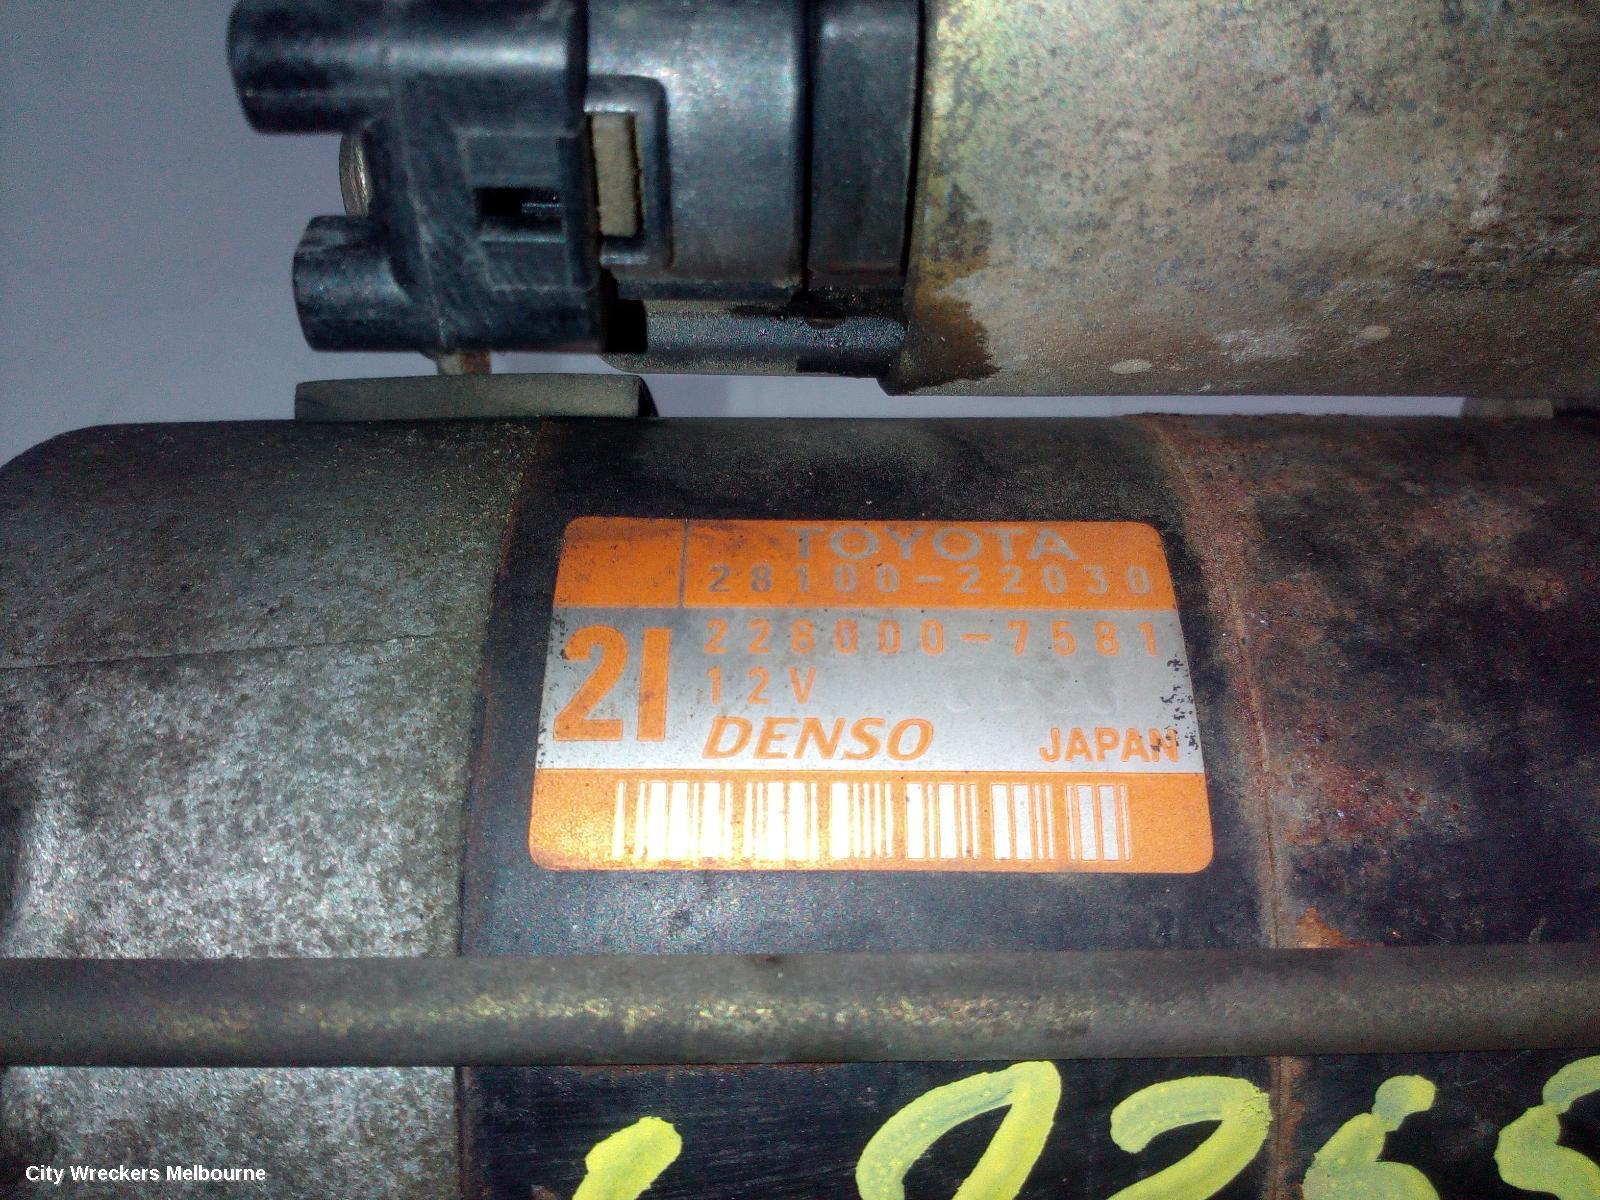 TOYOTA
28100-22030
21 228000-7581
12V
DENSO JAPAN
City Wreckers Melbourne